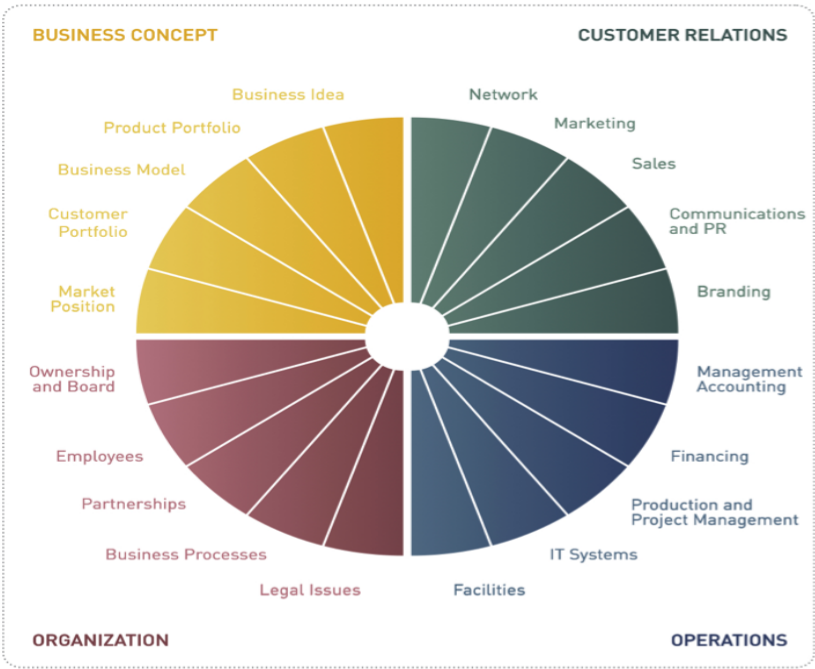 BUSINESS CONCEPT
CUSTOMER RELATIONS
Business Idea
Product Portfolio
Business Model
Customer
Portfolio
Market
Position
Network
Marketing
Sales
Communications
and PR
Branding
Ownership
and Board
Employees
Partnerships
Business Processes
Legal Issues
Management
Accounting
Financing
Production and
Project Management
IT Systems
Facilities
ORGANIZATION
OPERATIONS